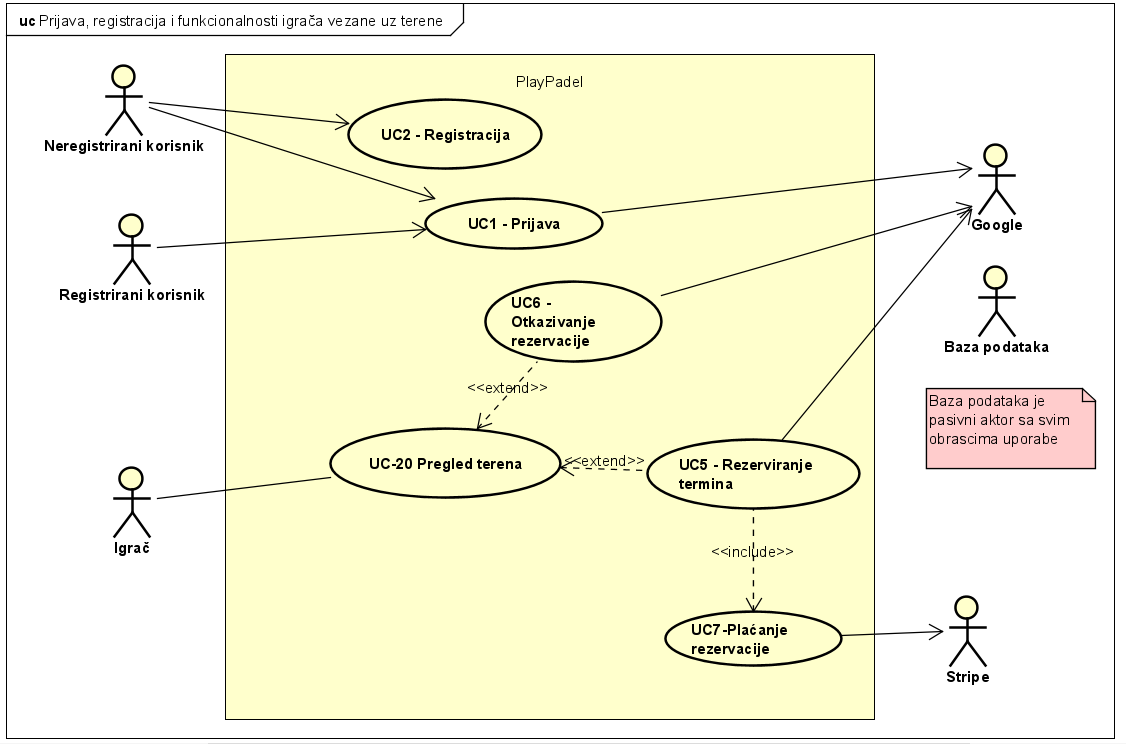 uc Prijava, registracija i funkcionalnosti igrača vezane uz terene
PlayPadel
Neregistrirani korisnik
UC2 - Registracija
UC1 - Prijava
Google
Registrirani korisnik
UC6 -
Otkazivanje
rezervacije
Baza podataka
<<extend>>
Baza podataka je
pasivni aktor sa svim
obrascima uporabe
UC-20 Pregled terena
<<extend>>
UC5 - Rezerviranje
termina
Igrač
<<include>>
UC7-Plaćanje
rezervacije
Stripe